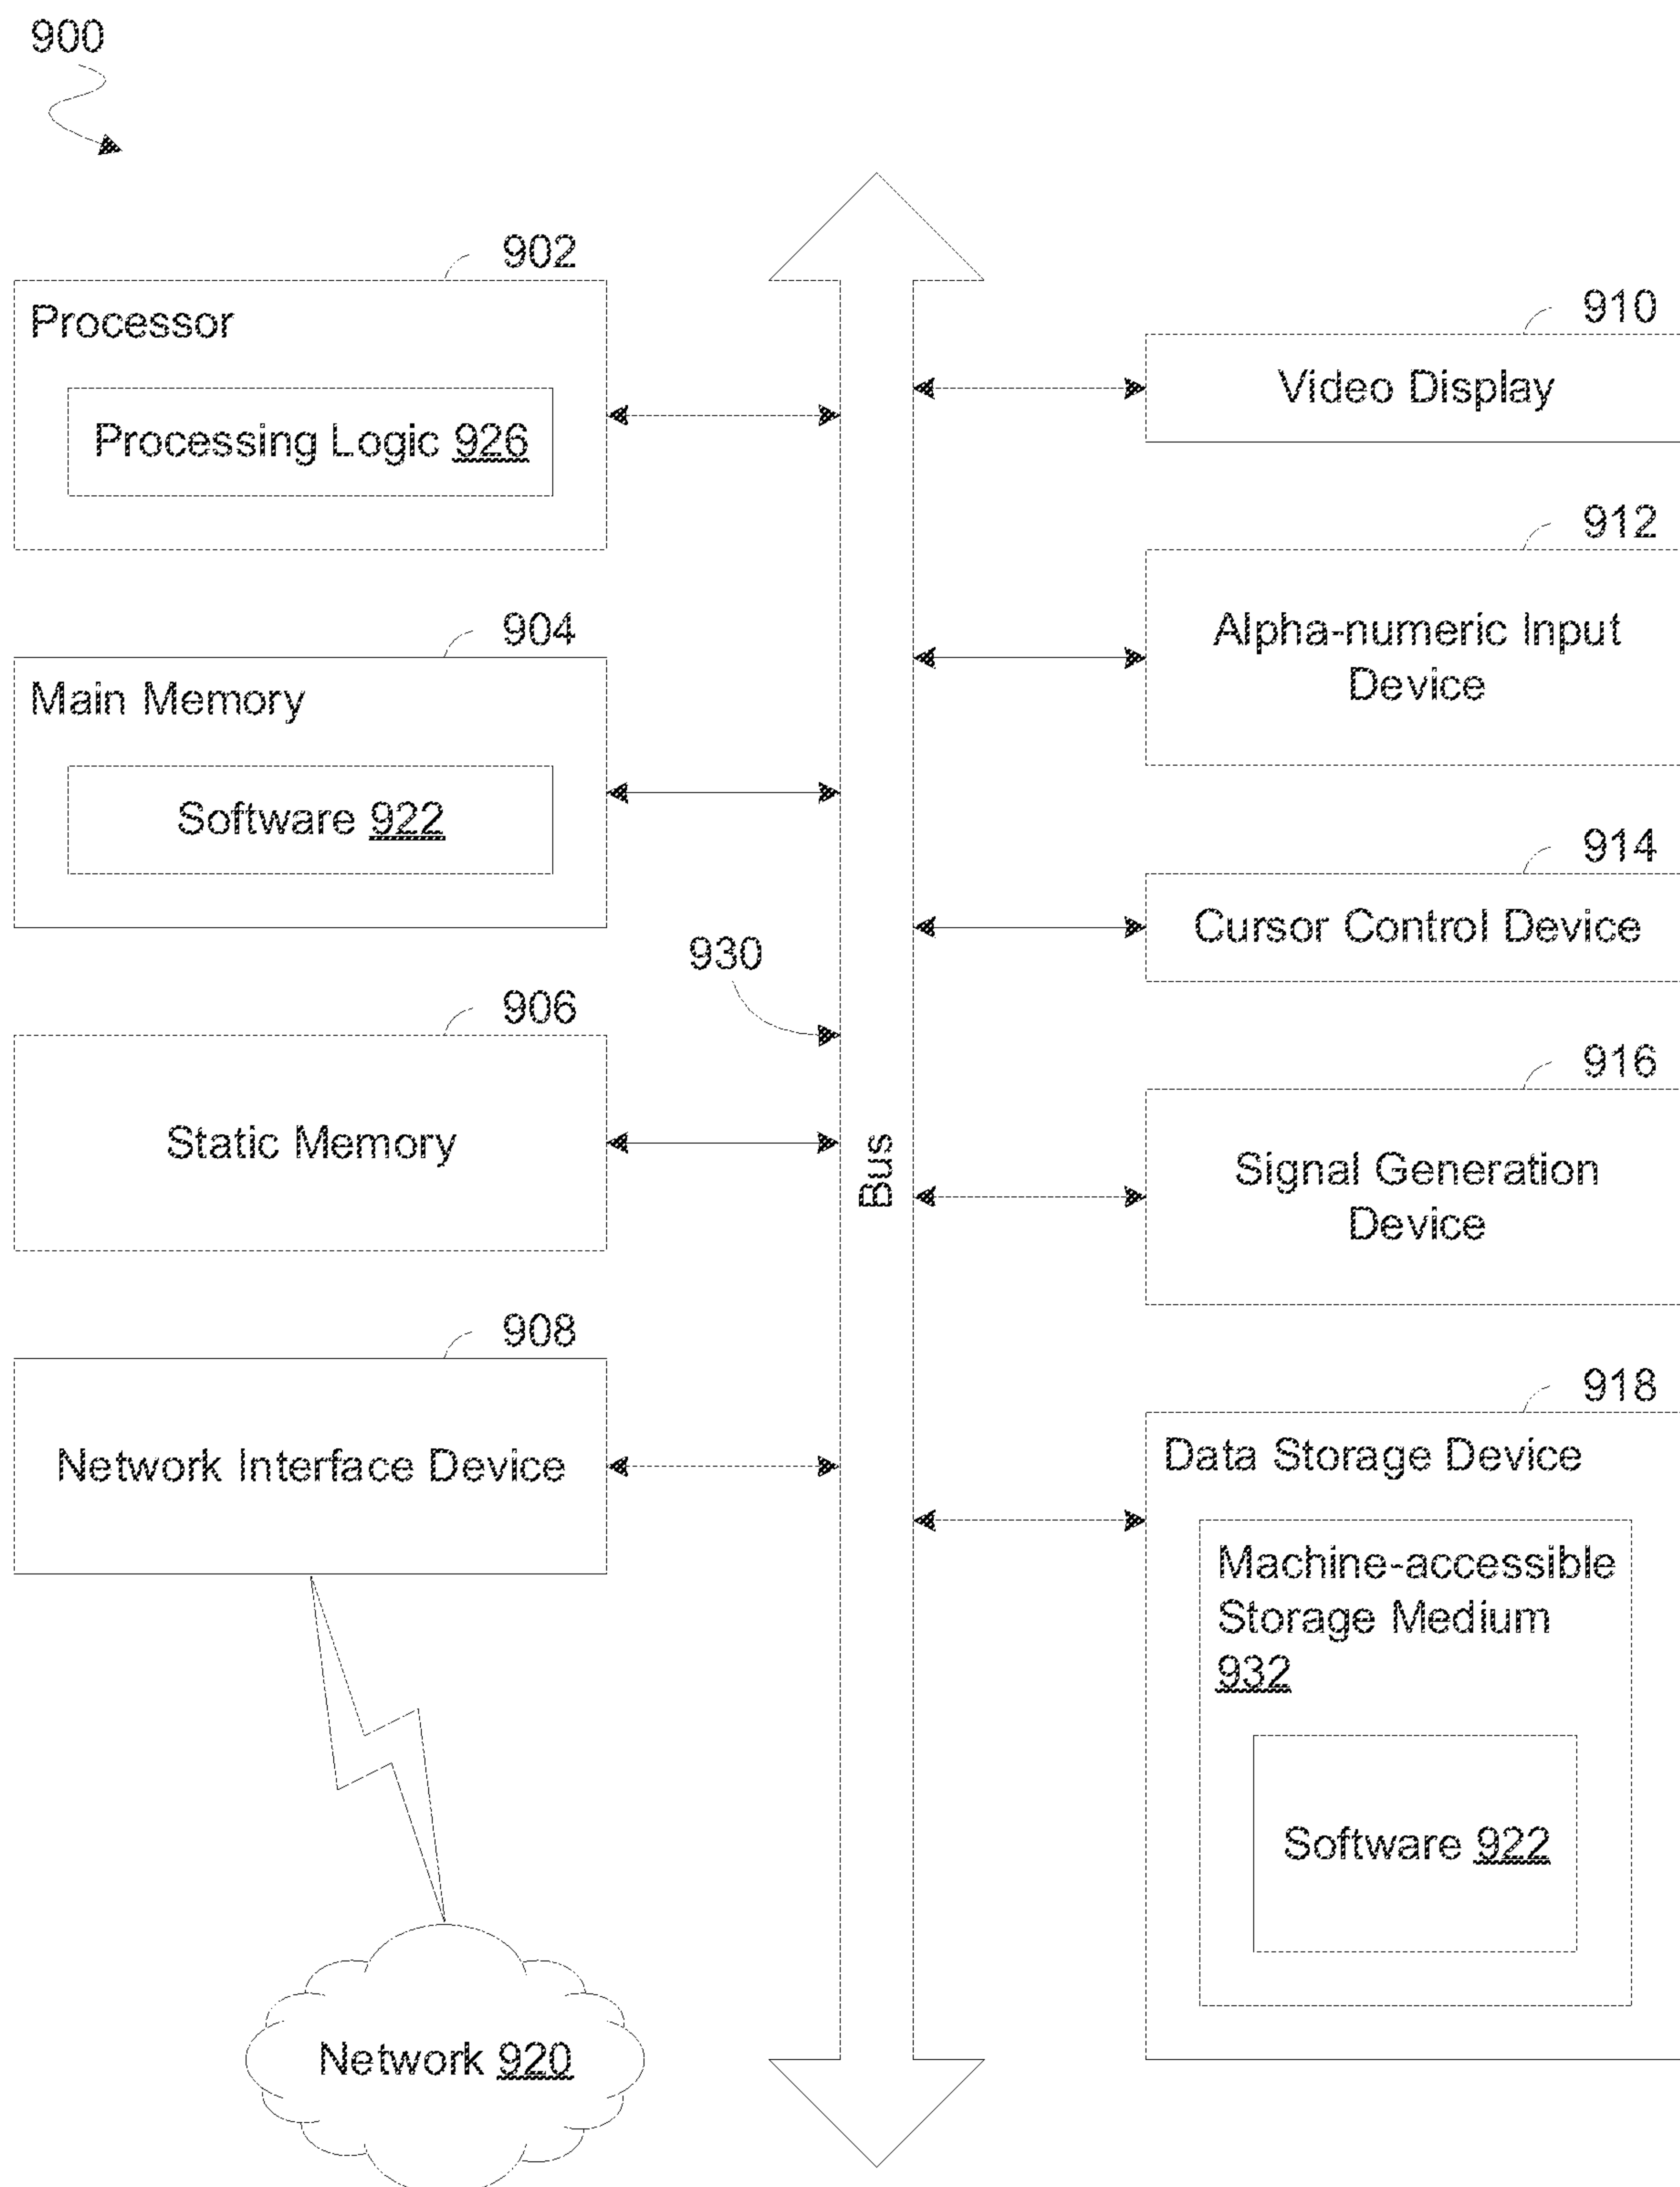 900
902
Processor
Processing Logic 926
904
Main Memory
Software 922
906
Static Memory
908
Network Interface Device
Network 920
930
Bus
910
Video Display
912
Alpha-numeric Input
Device
914
Cursor Control Device
916
Signal Generation
Device
918
Data Storage Device
Machine-accessible
Storage Medium
932
Software 922